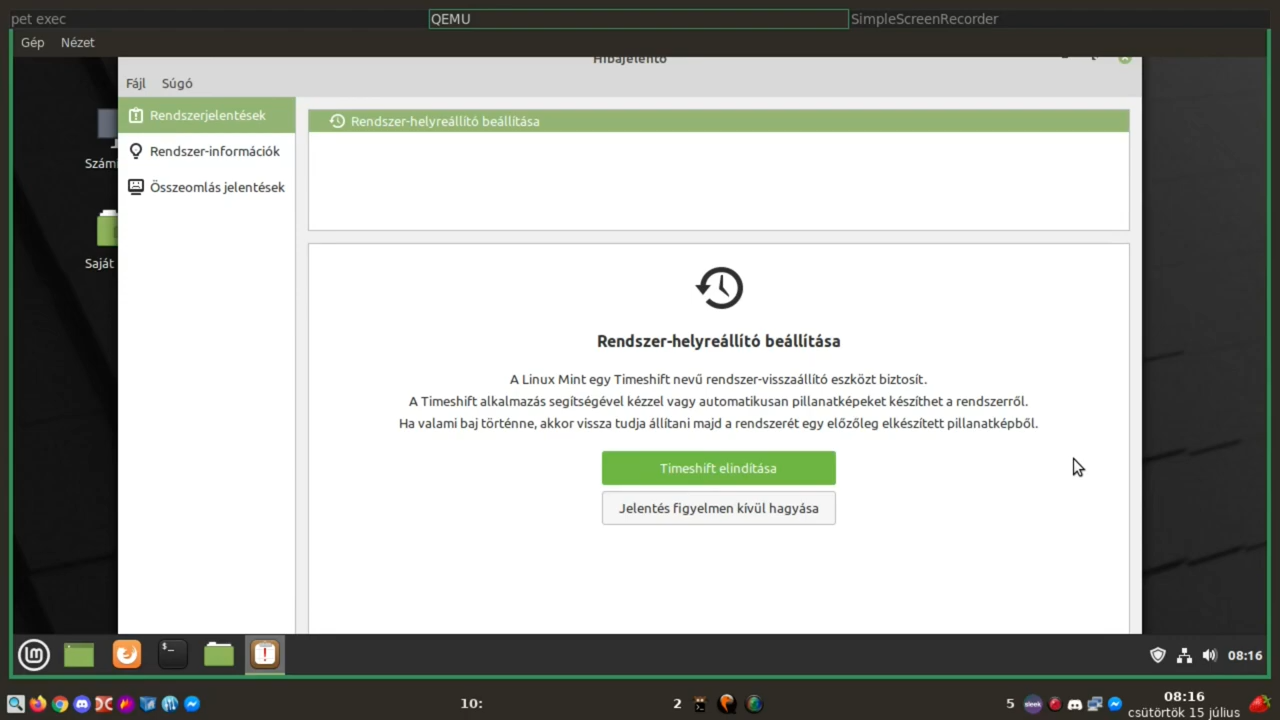 pet exec
QEMU
SimpleScreenRecorder
Gép
Nézet
Hibajelentő
Fájl
Súgó
Rendszerjelentések
Rendszer-helyreállító beállítása
Rendszer-információk
Összeomlás jelentések
Szám
Saját
Rendszer-helyreállító beállítása
A Linux Mint egy Timeshift nevű rendszer-visszaállító eszközt biztosít.
A Timeshift alkalmazás segítségével kézzel vagy automatikusan pillanatképeket készíthet a rendszerről.
Ha valami baj történne, akkor vissza tudja állítani majd a rendszerét egy előzőleg elkészített pillanatképből.
Timeshift elindítása
Jelentés figyelmen kívül hagyása
08:16
10:
2
5
sleek
08:16
csütörtök 15 július